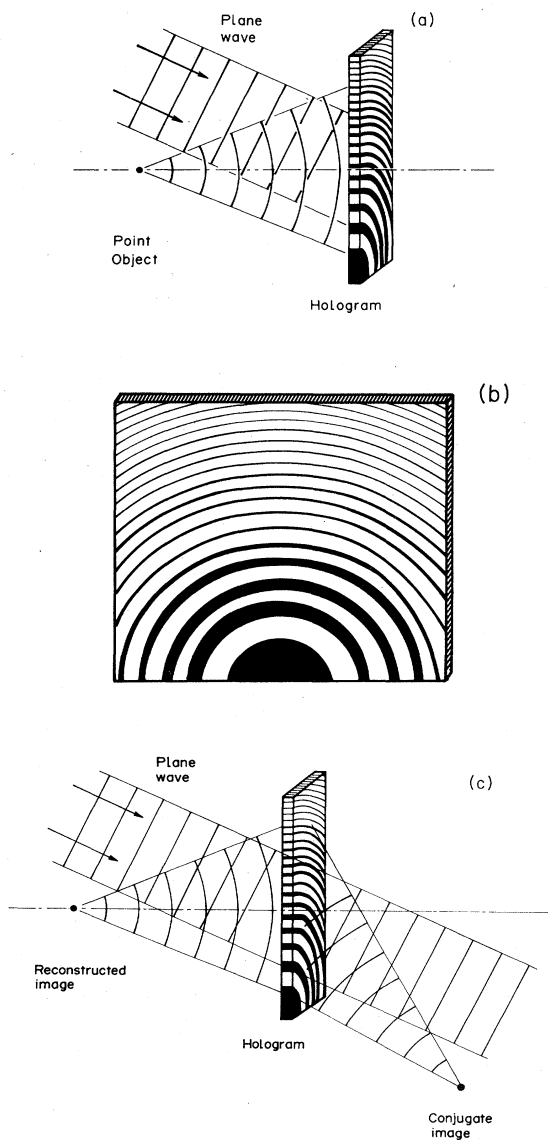 (a)
Plane
wave
Point
Object
Hologram
(b)
Plane
wave
(c)
Reconstructed
image
Hologram
Conjugate
image